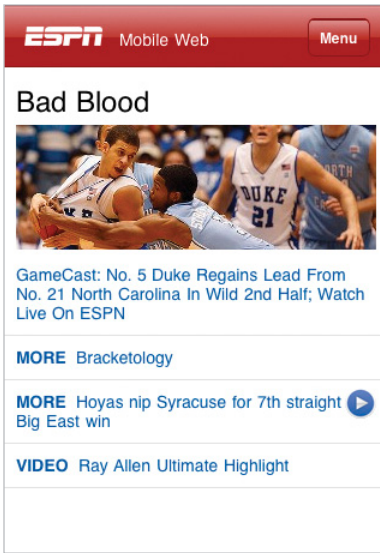 ESPN Mobile Web Menu
Bad Blood
DUKE
21
GameCast: No. 5 Duke Regains Lead From
No. 21 North Carolina In Wild 2nd Half; Watch
Live On ESPN
MORE Bracketology
MORE Hoyas nip Syracuse for 7th straight
Big East win
VIDEO Ray Allen Ultimate Highlight